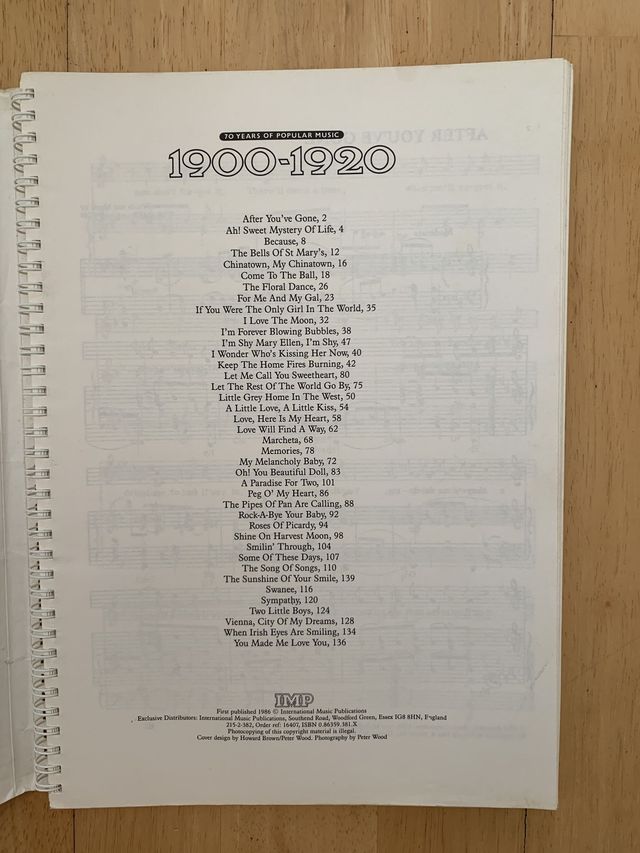 70 YEARS OF POPULAR MUSIC
1900-1920
After You've Gone, 2
Ah! Sweet Mystery Of Life, 4
Because, 8
The Bells Of St Mary's, 12
Chinatown, My Chinatown, 16
Come To The Ball, 18
The Floral Dance, 26
For Me And My Gal, 23
If You Were The Only Girl In The World, 35
I Love The Moon, 32
I'm Forever Blowing Bubbles, 38
I'm Shy Mary Ellen, I'm Shy, 47
I Wonder Who's Kissing Her Now, 40
Keep The Home Fires Burning, 42
Let Me Call You Sweetheart, 80
Let The Rest Of The World Go By, 75
Little Grey Home In The West, 50
A Little Love, A Little Kiss, 54
Love, Here Is My Heart, 58
Love Will Find A Way, 62
Marcheta, 68
Memories, 78
My Melancholy Baby, 72
Oh! You Beautiful Doll, 83
A Paradise For Two, 101
Peg O' My Heart, 86
The Pipes Of Pan Are Calling, 88
Rock-A-Bye Your Baby, 92
Roses Of Picardy, 94
Shine On Harvest Moon, 98
Smilin' Through, 104
Some Of These Days, 107
The Song Of Songs, 110
The Sunshine Of Your Smile, 139
Swanee, 116
Sympathy, 120
Two Little Boys, 124
Vienna, City Of My Dreams, 128
When Irish Eyes Are Smiling, 134
You Made Me Love You, 136
IMP
First published 1986 © International Music Publications
Exclusive Distributors: International Music Publications, Southend Road, Woodford Green, Essex IG8 8HN, England
215-2-382, Order ref: 16407, ISBN 0.86359.381.X
Photocopying of this copyright material is illegal.
Cover design by Howard Brown/Peter Wood. Photography by Peter Wood